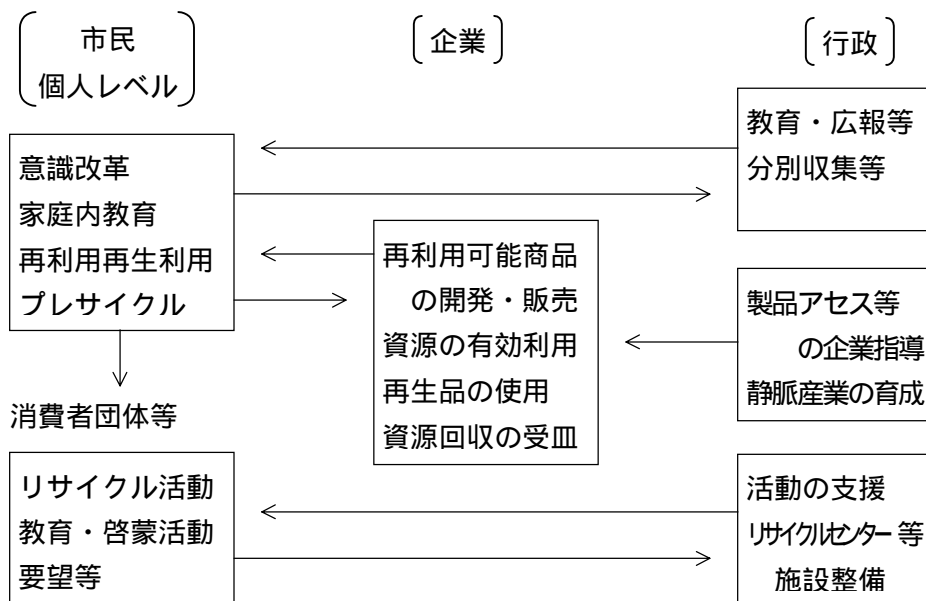 市民
個人レベル
企業
行政
意識改革
家庭内教育
再利用再生利用
プレサイクル
消費者団体等
リサイクル活動
教育・啓蒙活動
要望等
再利用可能商品
の開発・販売
資源の有効利用
再生品の使用
資源回収の受皿
教育・広報等
分別収集等
製品アセス等
の企業指導
静脈産業の育成
活動の支援
リサイクルセンター等
施設整備